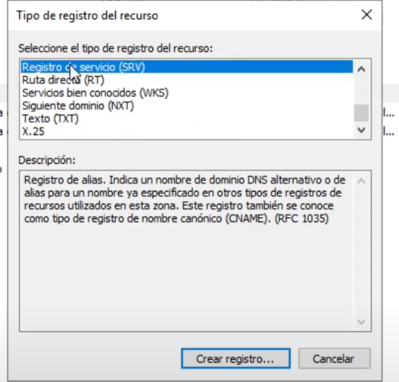 Tipo de registro del recurso
Seleccione el tipo de registro del recurso:
Registro de servicio (SRV)
Ruta directa (RT)
Servicios bien conocidos (WKS)
Siguiente dominio (NXT)
Texto (TXT)
X.25
Descripción:
Registro de alias. Indica un nombre de dominio DNS alternativo o de
alias para un nombre ya especificado en otros tipos de registros de
recursos utilizados en esta zona. Este registro también se conoce
como tipo de registro de nombre canónico (CNAME). (RFC 1035)
Crear registro...
Cancelar